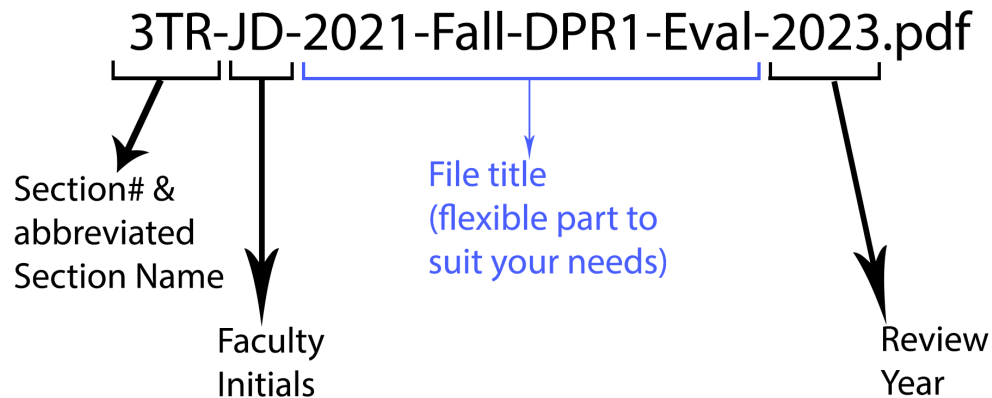 3TR-JD-2021-Fall-DPR1-Eval-2023.pdf
Section# &
abbreviated
Section Name
File title
(flexible part to
suit your needs)
Faculty
Initials
Review
Year